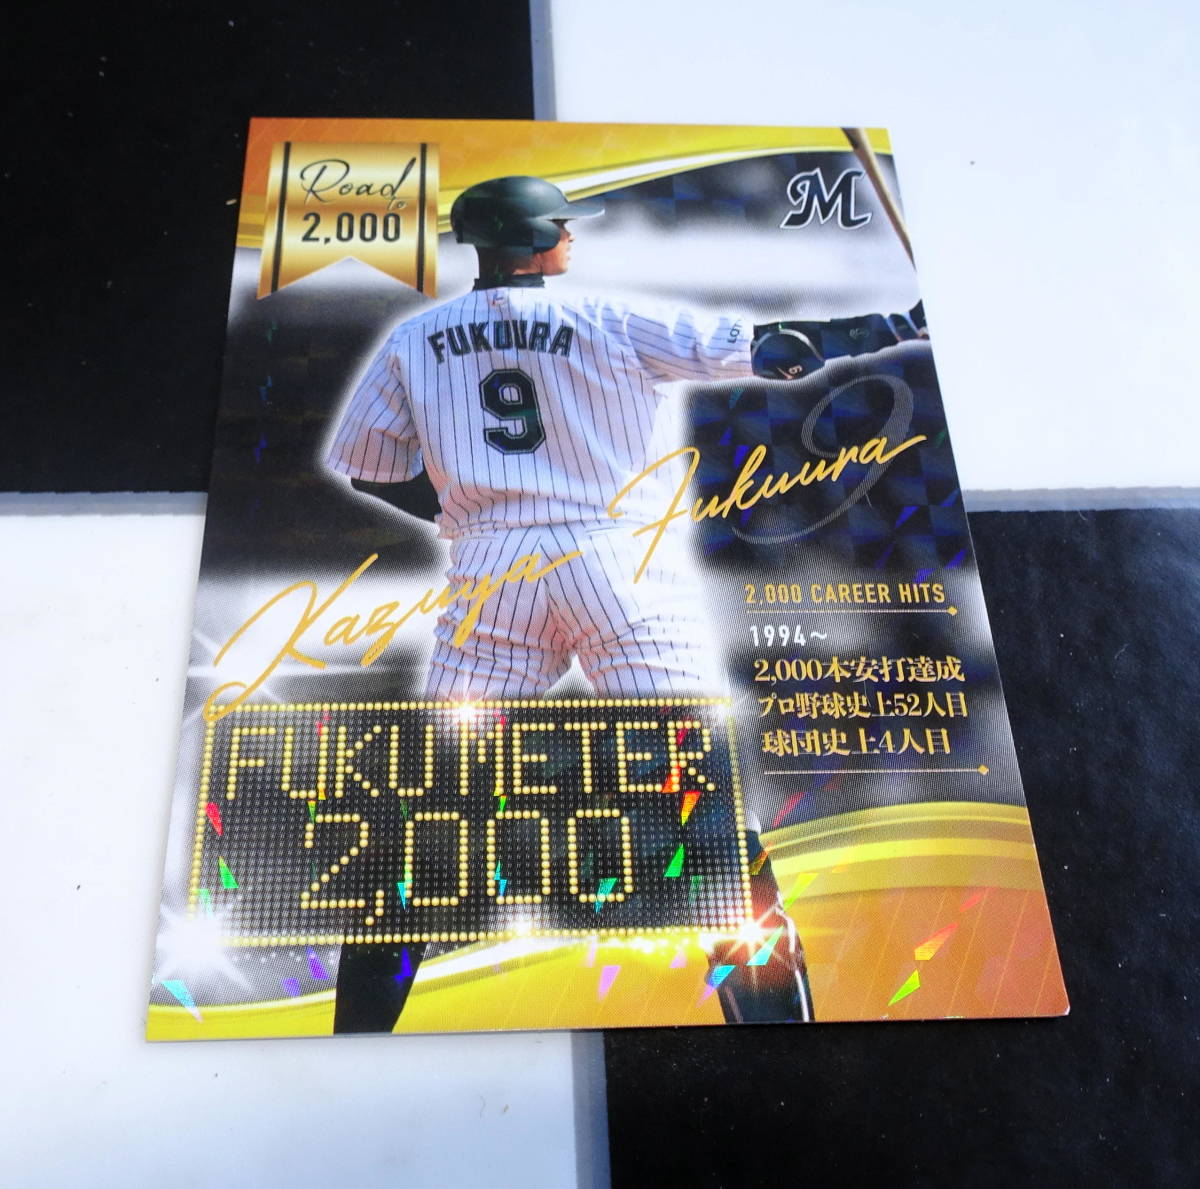 Road to
2,000
M
FUKUURA
9
LOT
9
Kazuya Fukuura
2,000 CAREER HITS
1994~
2,000本安打達成
プロ野球史上52人目
球団史上4人目
FUKUMETER
2,000